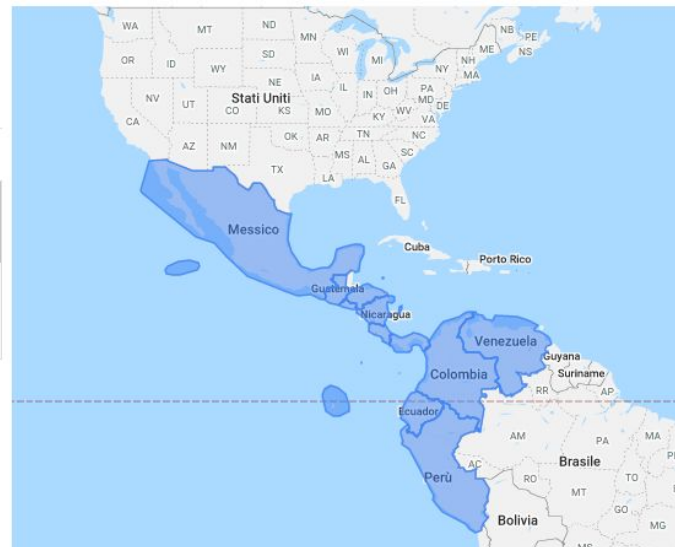 WA
MT
ND
MN
NB
PE
OR
ID
SD
WI
MI
ME
NS
WY
NY
NH
MA
NV
UT
Stati Uniti
NE
IA
IL
IN
OH
PA
CO
KS
MO
WV
MD
DE
CA
KY
VA
AZ
NM
OK
AR
TN
NC
MS
AL
GA
SC
TX
LA
FL
Messico
Cuba
Porto Rico
Guatemala
Nicaragua
Venezuela
Guyana
Suriname
Colombia
RR
AP
Ecuador
AM
PA
MA
Perù
AC
Brasile
RO
TO
MT
Bolivia
GO
MG